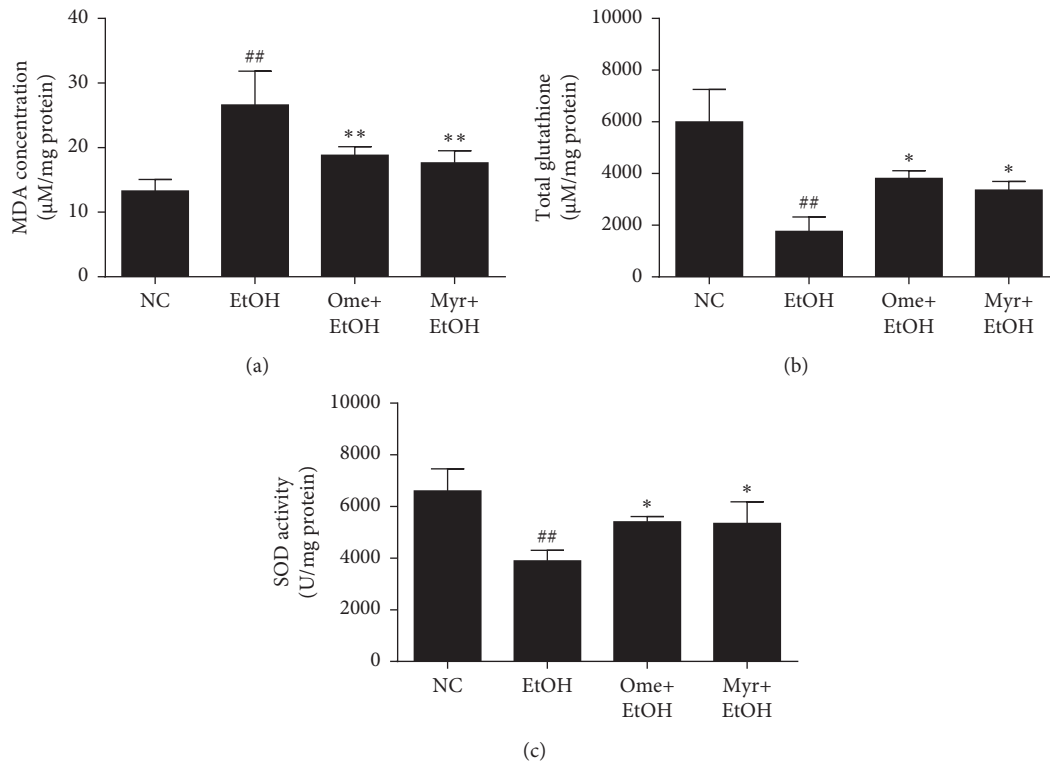 MDA concentration
(μM/mg protein)
40
30
20
10
0
##
**
**
NC
EtOH
Ome+
EtOH
Myr+
EtOH
(a)
Total glutathione
(μM/mg protein)
10000
8000
6000
4000
2000
0
##
*
*
NC
EtOH
Ome+
EtOH
Myr+
EtOH
(b)
SOD activity
(U/mg protein)
10000
8000
6000
4000
2000
0
##
*
*
NC
EtOH
Ome+
EtOH
Myr+
EtOH
(c)